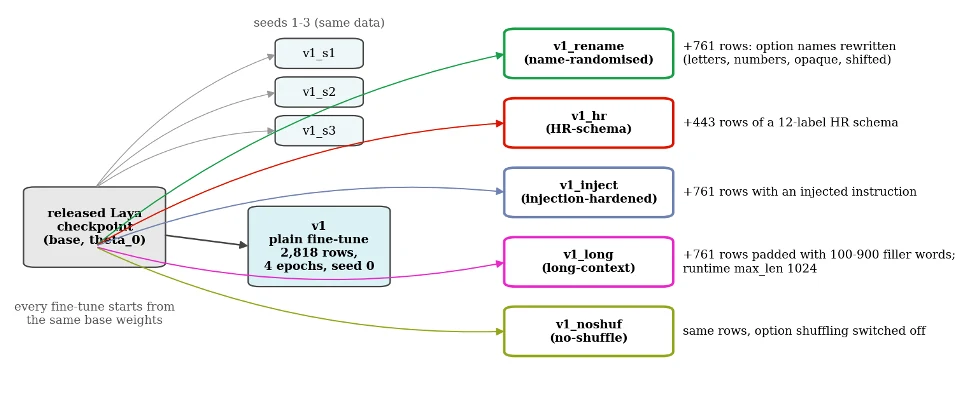 seeds 1-3 (same data)
v1_s1
v1_s2
v1_s3
released Laya
checkpoint
(base, theta_0)
every fine-tune starts from
the same base weights
v1
plain fine-tune
2,818 rows,
4 epochs, seed 0
v1_rename
(name-randomised)
+761 rows: option names rewritten
(letters, numbers, opaque, shifted)
v1_hr
(HR-schema)
+443 rows of a 12-label HR schema
v1_inject
(injection-hardened)
+761 rows with an injected instruction
v1_long
(long-context)
+761 rows padded with 100-900 filler words;
runtime max_len 1024
v1_noshuf
(no-shuffle)
same rows, option shuffling switched off